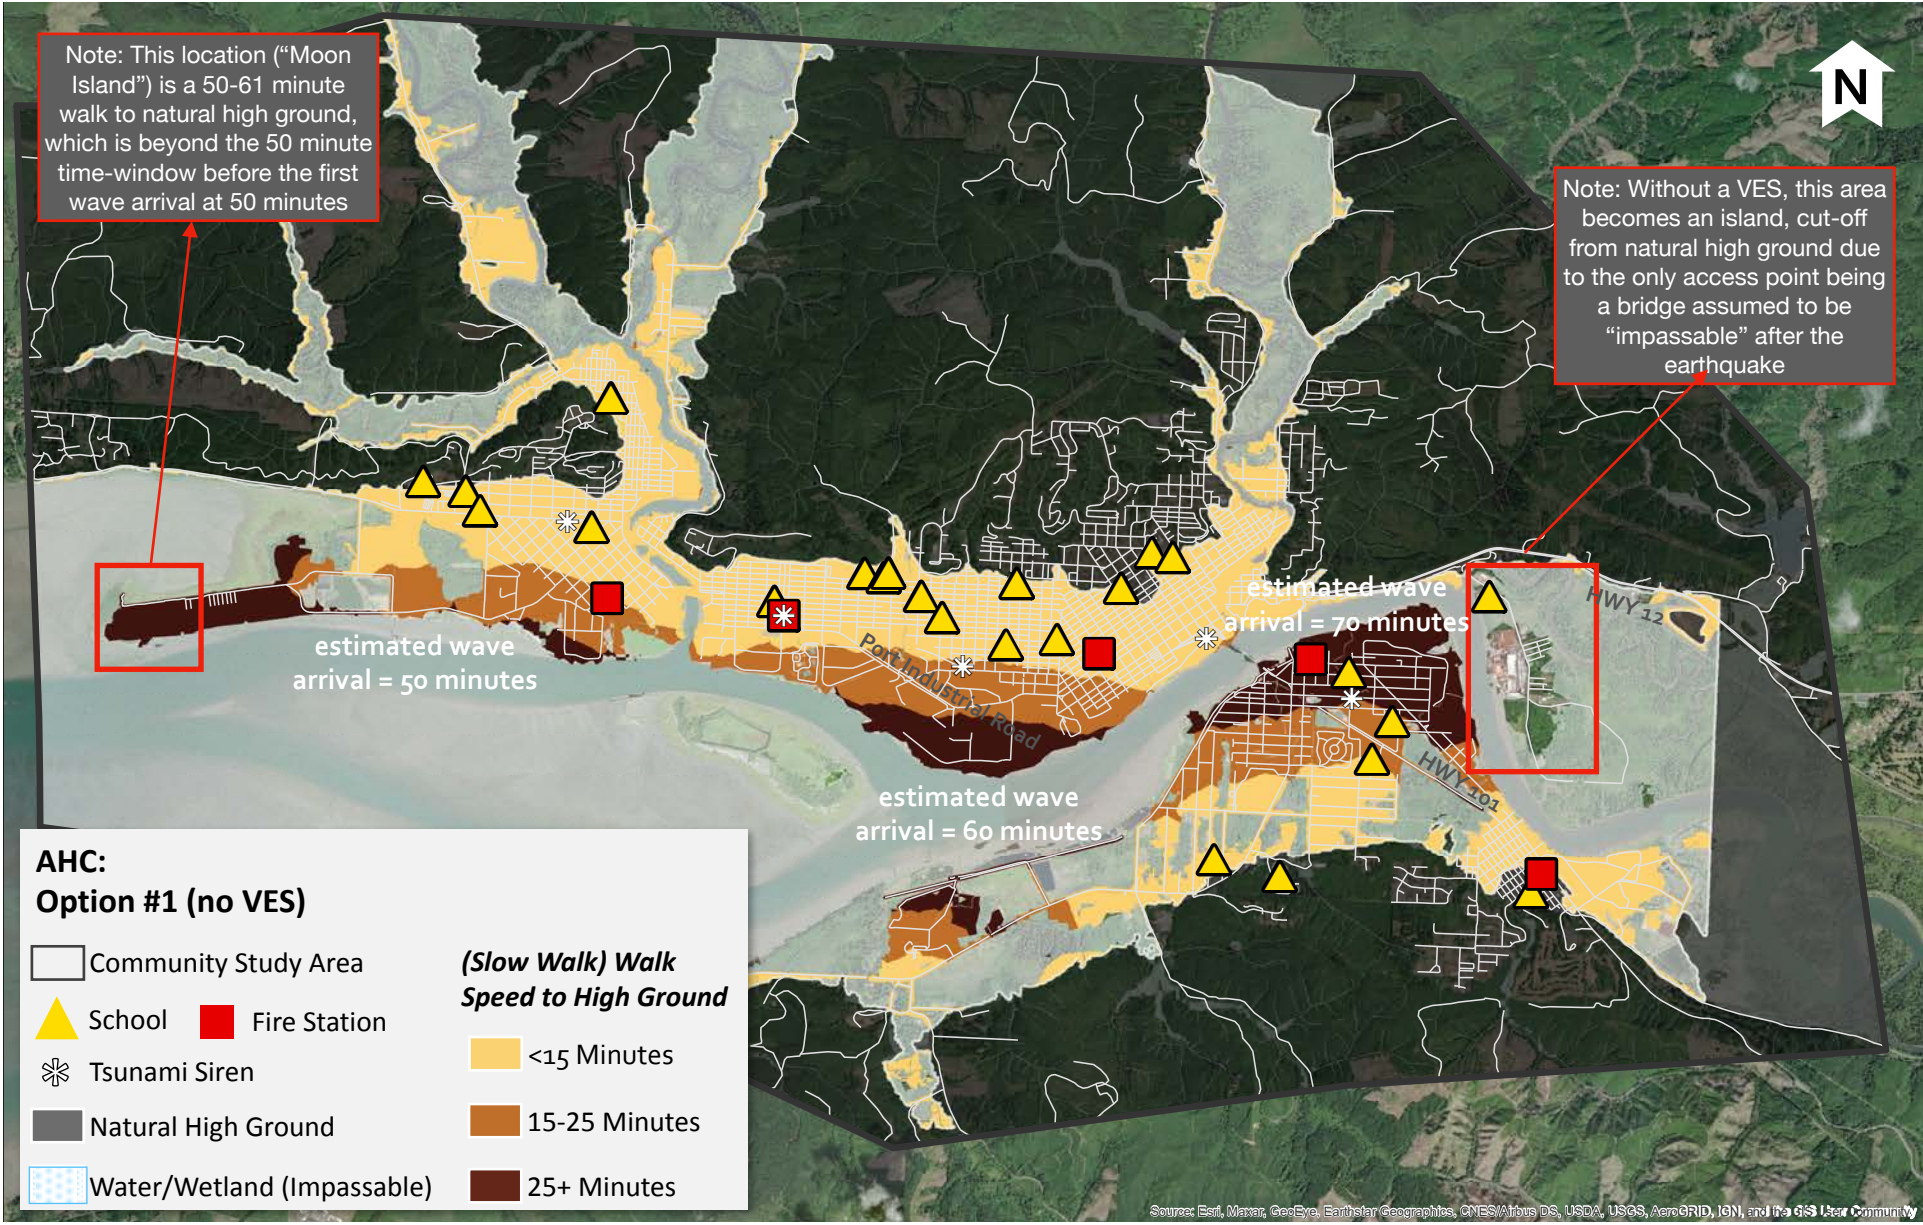 Note: This location (“Moon
Island”) is a 50-61 minute
walk to natural high ground,
which is beyond the 50 minute
time-window before the first
wave arrival at 50 minutes
N
Note: Without a VES, this area
becomes an island, cut-off
from natural high ground due
to the only access point being
a bridge assumed to be
“impassable” after the
earthquake
estimated wave
arrival = 70 minutes
HWY 12
estimated wave
arrival = 50 minutes
Port Industrial Road
HWY 101
estimated wave
arrival = 60 minutes
AHC:
Option #1 (no VES)
Community Study Area
School
Fire Station
Tsunami Siren
Natural High Ground
Water/Wetland (Impassable)
(Slow Walk) Walk
Speed to High Ground
<15 Minutes
15-25 Minutes
25+ Minutes
Source: Esri, Maxar, GeoEye, Earthstar Geographics, CNES/Airbus DS, USDA, USGS, AeroGRID, IGN, and the GIS User Community